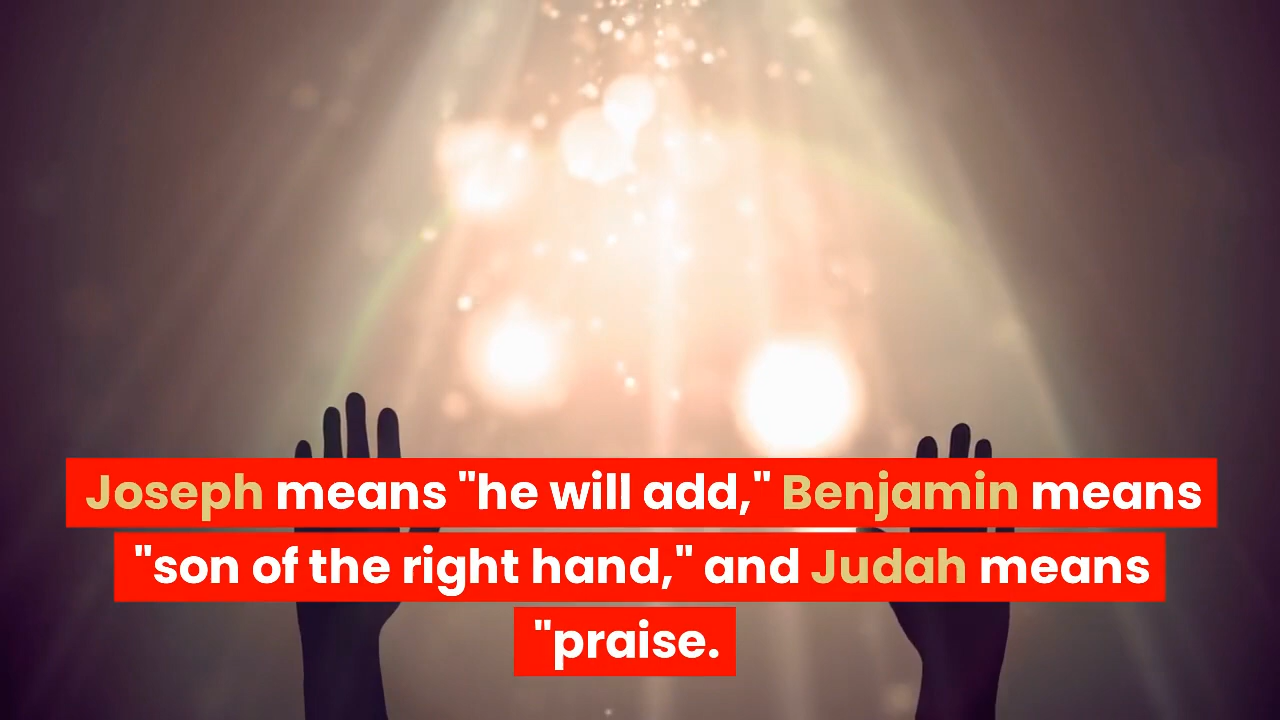 Joseph means "he will add," Benjamin means
"son of the right hand," and Judah means
"praise.